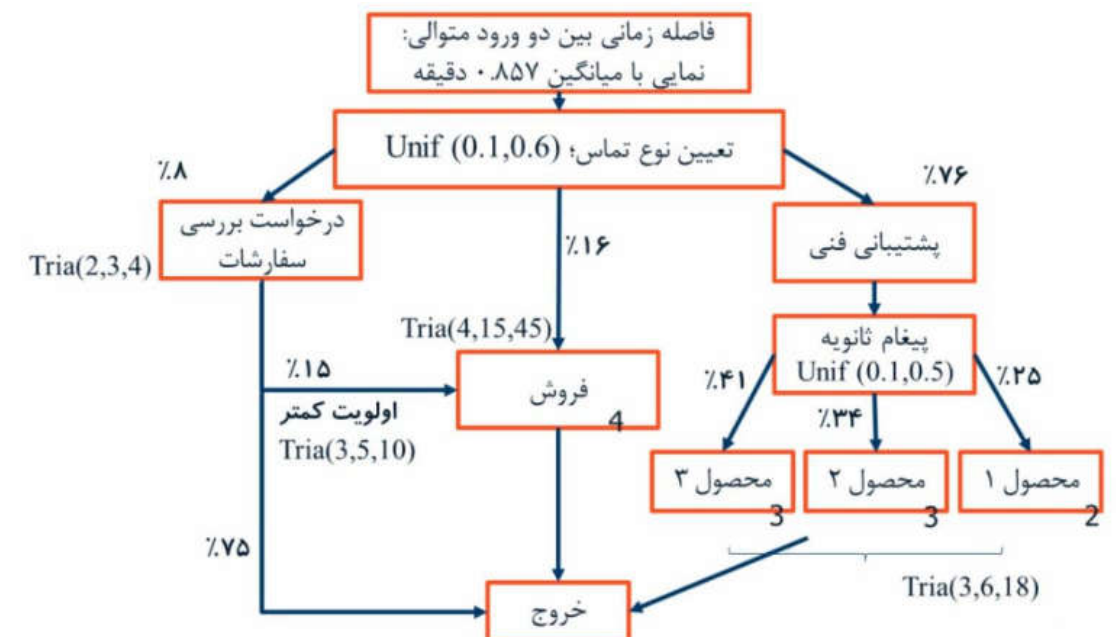 فاصله زمانی بین دو ورود متوالی:
نمایی با میانگین ۰.۸۵۷ دقیقه
تعیین نوع تماس؛ Unif (0.1,0.6)
٪۷۶
٪۸
پشتیبانی فنی
٪۱۶
درخواست بررسی
سفارشات
Tria(2,3,4)
پیغام ثانویه
Unif (0.1,0.5)
Tria(4,15,45)
٪۲۵
٪۳۴
٪۴۱
فروش
4
٪۱۵
اولویت کمتر
Tria(3,5,10)
محصول ۱
2
محصول ۲
3
محصول ۳
3
٪۷۵
Tria(3,6,18)
خروج